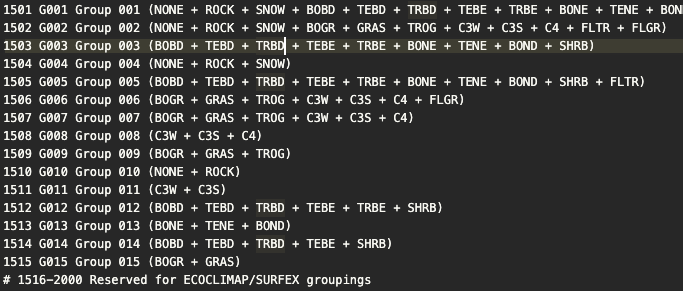 1501 G001 Group 001 (NONE + ROCK + SNOW + BOBD + TEBD + TRBD + TEBE + TRBE + BONE + TENE + BON
1502 G002 Group 002 (NONE + ROCK + SNOW + BOGR + GRAS + TROG + C3W + C3S + C4 + FLTR + FLGR)
1503 G003 Group 003 (BOBD + TEBD + TRBD + TEBE + TRBE + BONE + TENE + BOND + SHRB)
1504 G004 Group 004 (NONE + ROCK + SNOW)
1505 G005 Group 005 (BOBD + TEBD + TRBD + TEBE + TRBE + BONE + TENE + BOND + SHRB + FLTR)
1506 G006 Group 006 (BOGR + GRAS + TROG + C3W + C3S + C4 + FLGR)
1507 G007 Group 007 (BOGR + GRAS + TROG + C3W + C3S + C4)
1508 G008 Group 008 (C3W + C3S + C4)
1509 G009 Group 009 (BOGR + GRAS + TROG)
1510 G010 Group 010 (NONE + ROCK)
1511 G011 Group 011 (C3W + C3S)
1512 G012 Group 012 (BOBD + TEBD + TRBD + TEBE + TRBE + SHRB)
1513 G013 Group 013 (BONE + TENE + BOND)
1514 G014 Group 014 (BOBD + TEBD + TRBD + TEBE + SHRB)
1515 G015 Group 015 (BOGR + GRAS)
# 1516-2000 Reserved for ECOCLIMAP/SURFEX groupings